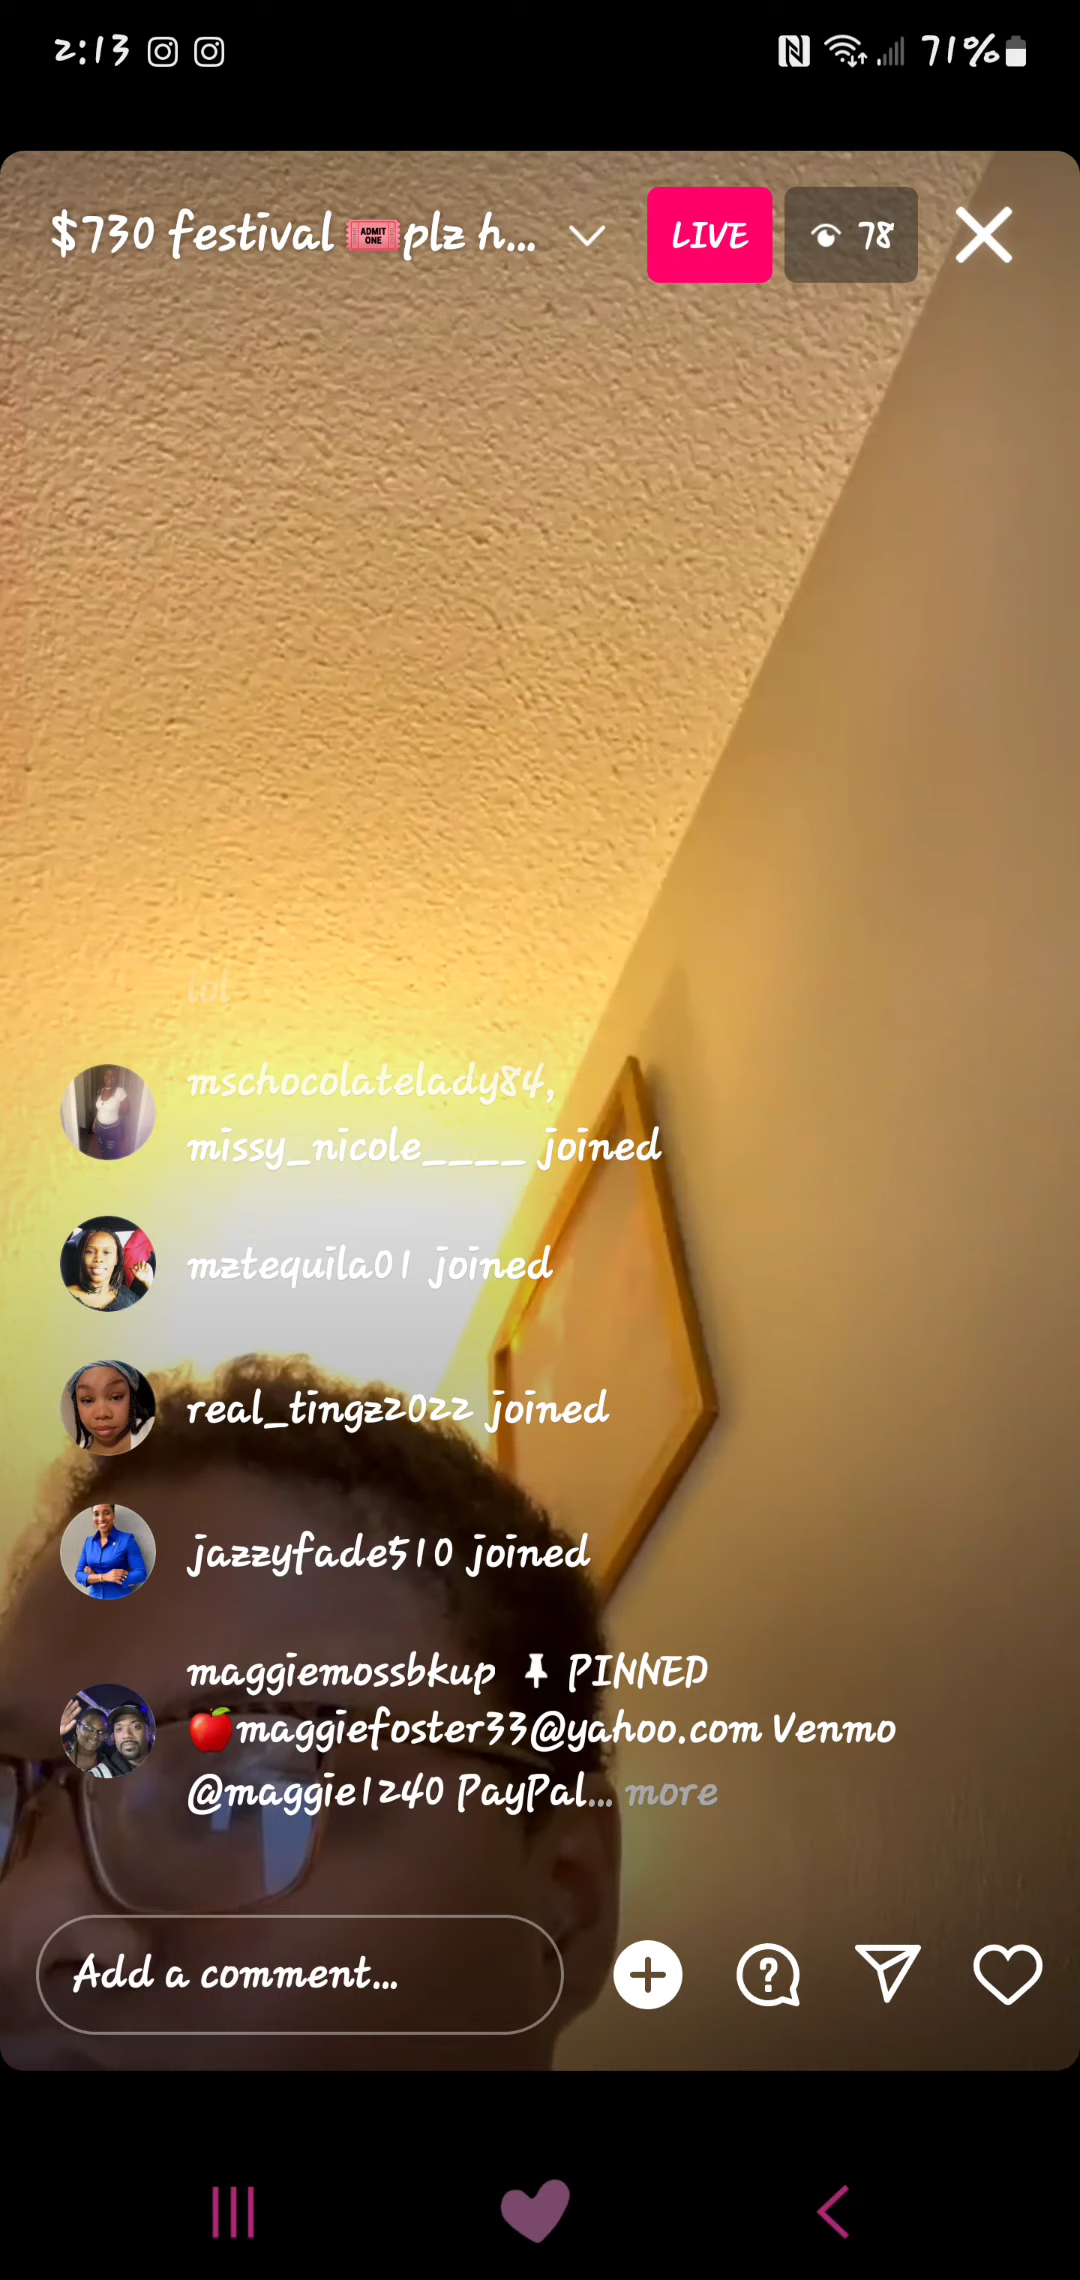 2:13
71%
$730 festival 🎟️plz h...
LIVE
78
ADMIT
ONE
lol
mschocolatelady84,
missy_nicole____ joined
mztequila01 joined
real_tingz2022 joined
jazzyfade510 joined
maggiemossbkup 📌 PINNED
🍎maggiefoster33@yahoo.com Venmo
@maggie1240 PayPal... more
Add a comment...